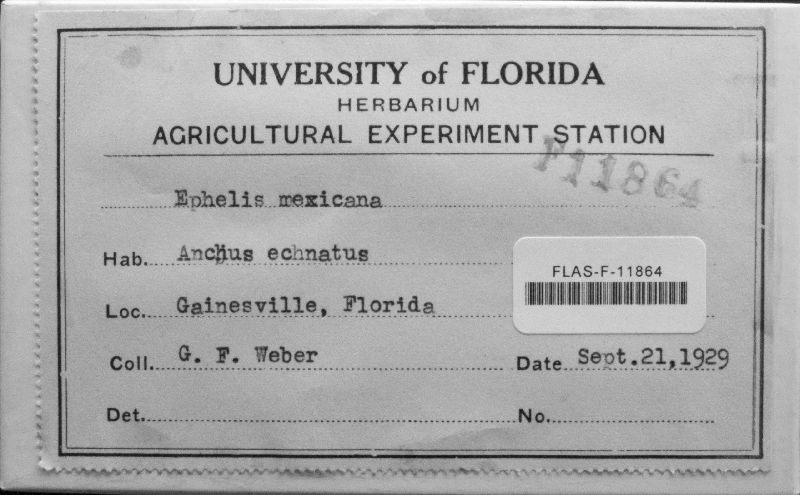 UNIVERSITY of FLORIDA
HERBARIUM
AGRICULTURAL EXPERIMENT STATION
F11864
Ephelis mexicana
Hab. Anchus echnatus
FLAS-F-11864
Loc. Gainesville, Florida
Coll. G. F. Weber Date Sept.21,1929
Det. No.